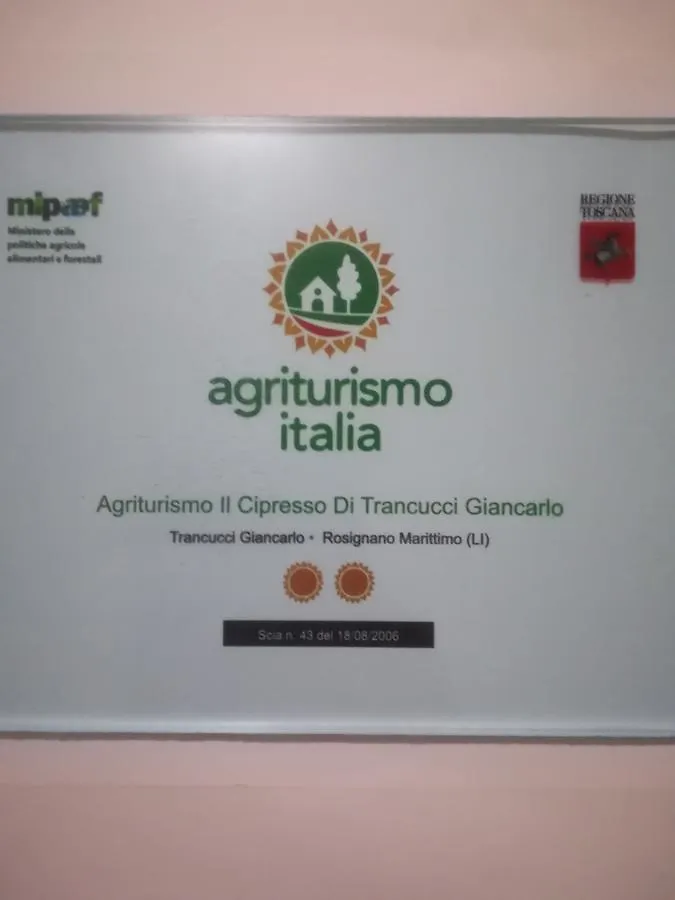 mipaaf
Ministero delle
politiche agricole
alimentari e forestali
REGIONE
TOSCANA
agriturismo
italia
Agriturismo Il Cipresso Di Trancucci Giancarlo
Trancucci Giancarlo • Rosignano Marittimo (LI)
Scia n. 43 del 18/08/2006